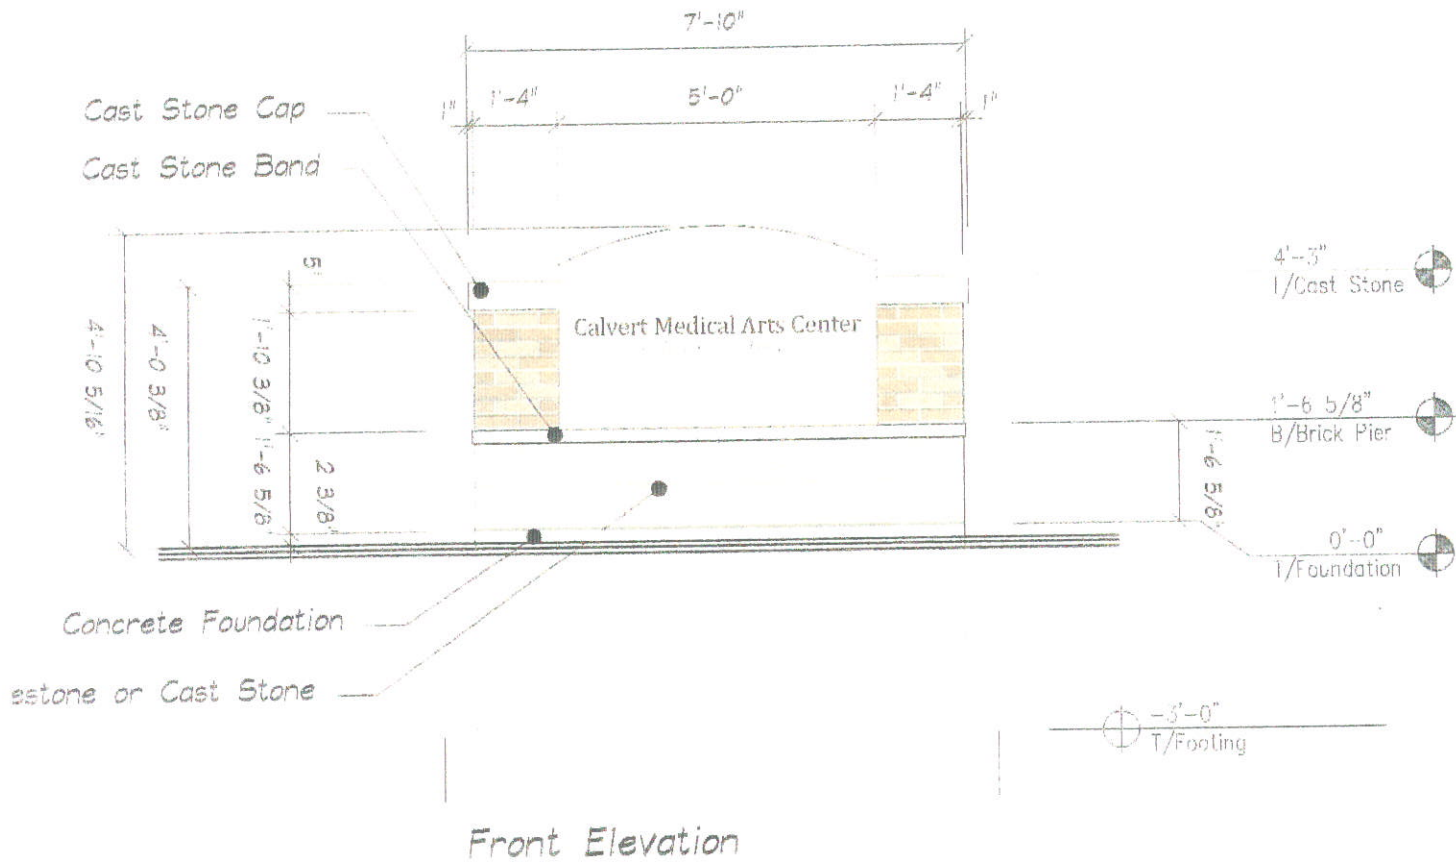 7'-10"
1" 1'-4" 5'-0" 1'-4" 1"
Cast Stone Cap
Cast Stone Band
5"
4'-3"
T/Cast Stone
Calvert Medical Arts Center
4'-10 5/16"
4'-0 3/8"
1'-10 3/8"
1'-6 5/8"
2 3/8"
1'-6 5/8"
B/Brick Pier
1'-6 5/8"
0'-0"
T/Foundation
Concrete Foundation
estone or Cast Stone
-3'-0"
T/Footing
Front Elevation